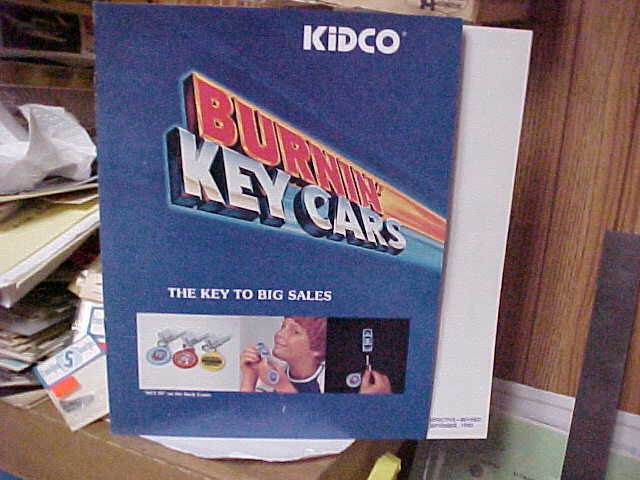 KiDCO
BURNIN'
KEY CARS
THE KEY TO BIG SALES